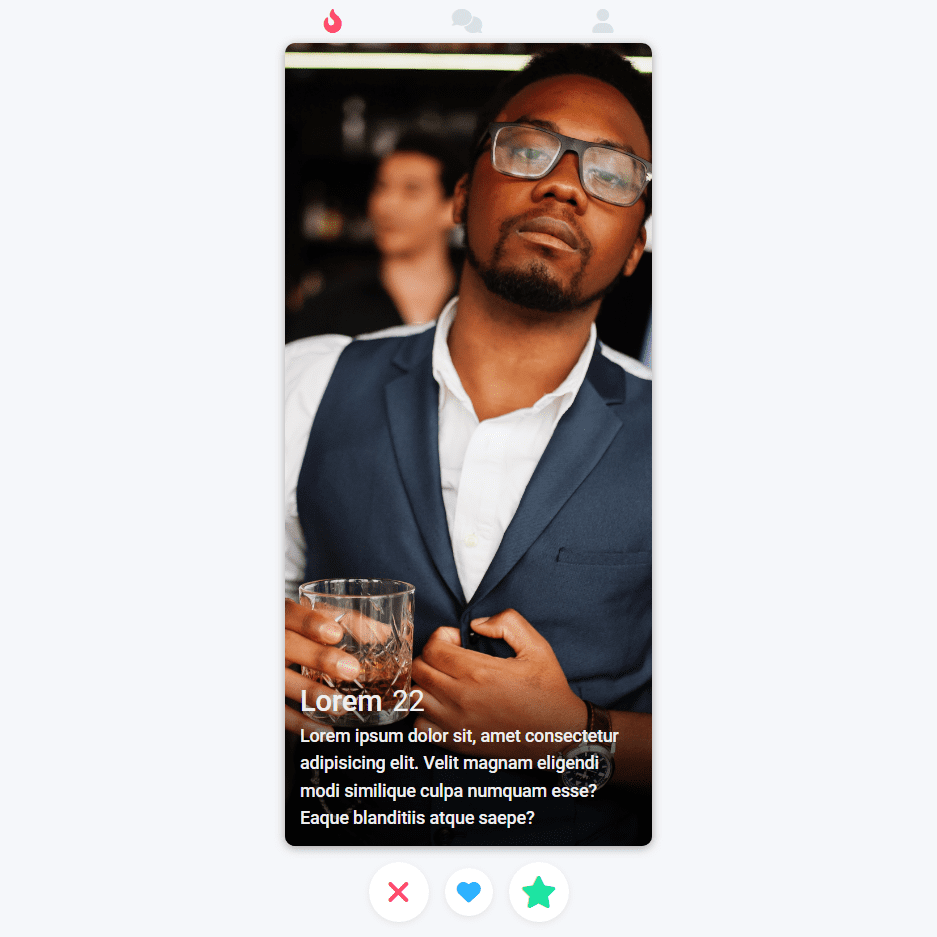 Lorem 22
Lorem ipsum dolor sit, amet consectetur
adipisicing elit. Velit magnam eligendi
modi similique culpa numquam esse?
Eaque blanditiis atque saepe?